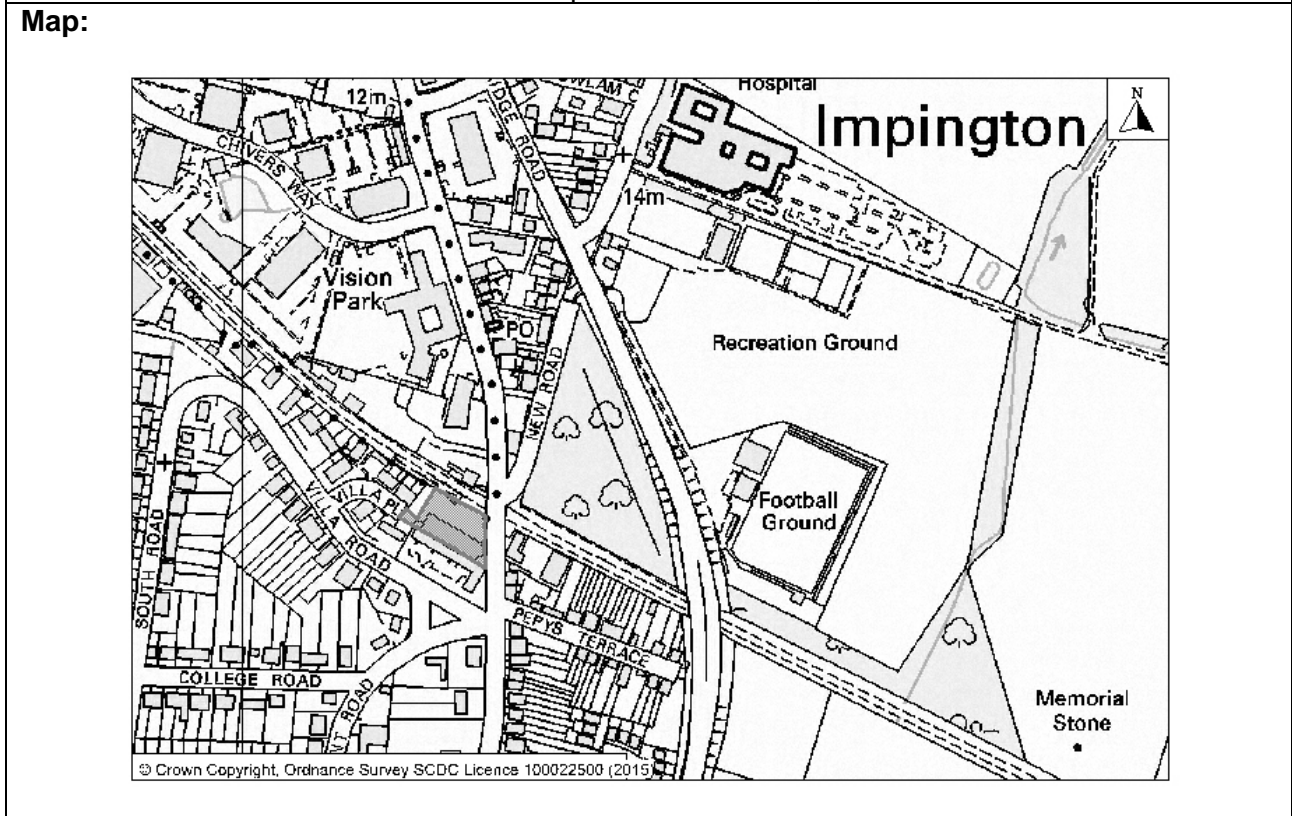 Map:
Hospital
Impington
N
12m
DGE ROAD
CHIVERS WAY
14m
Vision
Park
PO
Recreation Ground
NEW ROAD
Football
Ground
VILLA PL
VILLA ROAD
SOUTH ROAD
PEPYS TERRACE
COLLEGE ROAD
Memorial
Stone
© Crown Copyright, Ordnance Survey SCDC Licence 100022500 (2015)